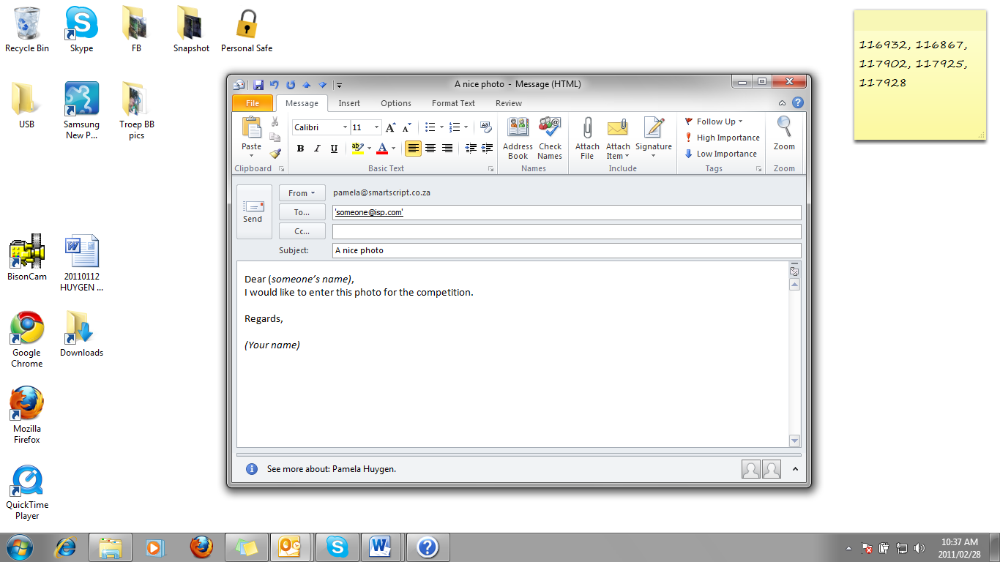 Recycle Bin
Skype
FB
Snapshot
Personal Safe
USB
Samsung
New P...
Troep BB
pics
BisonCam
20110112
HUYGEN ...
Google
Chrome
Downloads
Mozilla
Firefox
QuickTime
Player
116932, 116867,
117902, 117925,
117928
A nice photo - Message (HTML)
File Message Insert Options Format Text Review
Paste
Clipboard
Calibri 11
B I U
Basic Text
Address
Book
Check
Names
Names
Attach
File
Attach
Item
Signature
Include
Follow Up
High Importance
Low Importance
Tags
Zoom
Zoom
Send
From pamela@smartscript.co.za
To... 'someone@isp.com'
Cc...
Subject: A nice photo
Dear (someone's name),
I would like to enter this photo for the competition.
Regards,
(Your name)
See more about: Pamela Huygen.
10:37 AM
2011/02/28